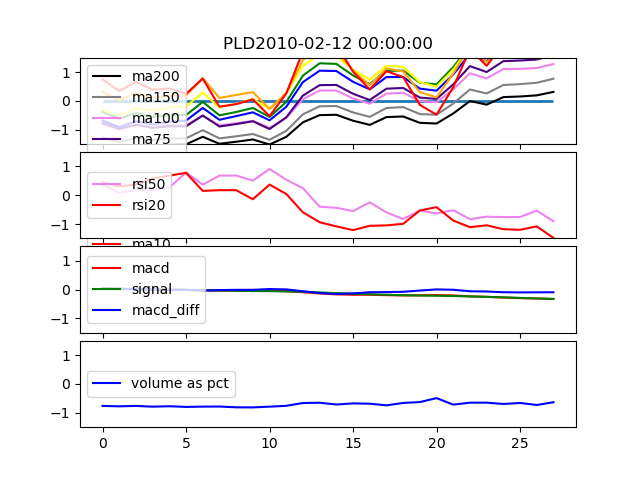 PLD2010-02-12 00:00:00
1
0
−1
ma200
ma150
ma100
ma75
1
0
−1
rsi50
rsi20
ma10
1
0
−1
macd
signal
macd_diff
1
0
−1
volume as pct
0 5 10 15 20 25